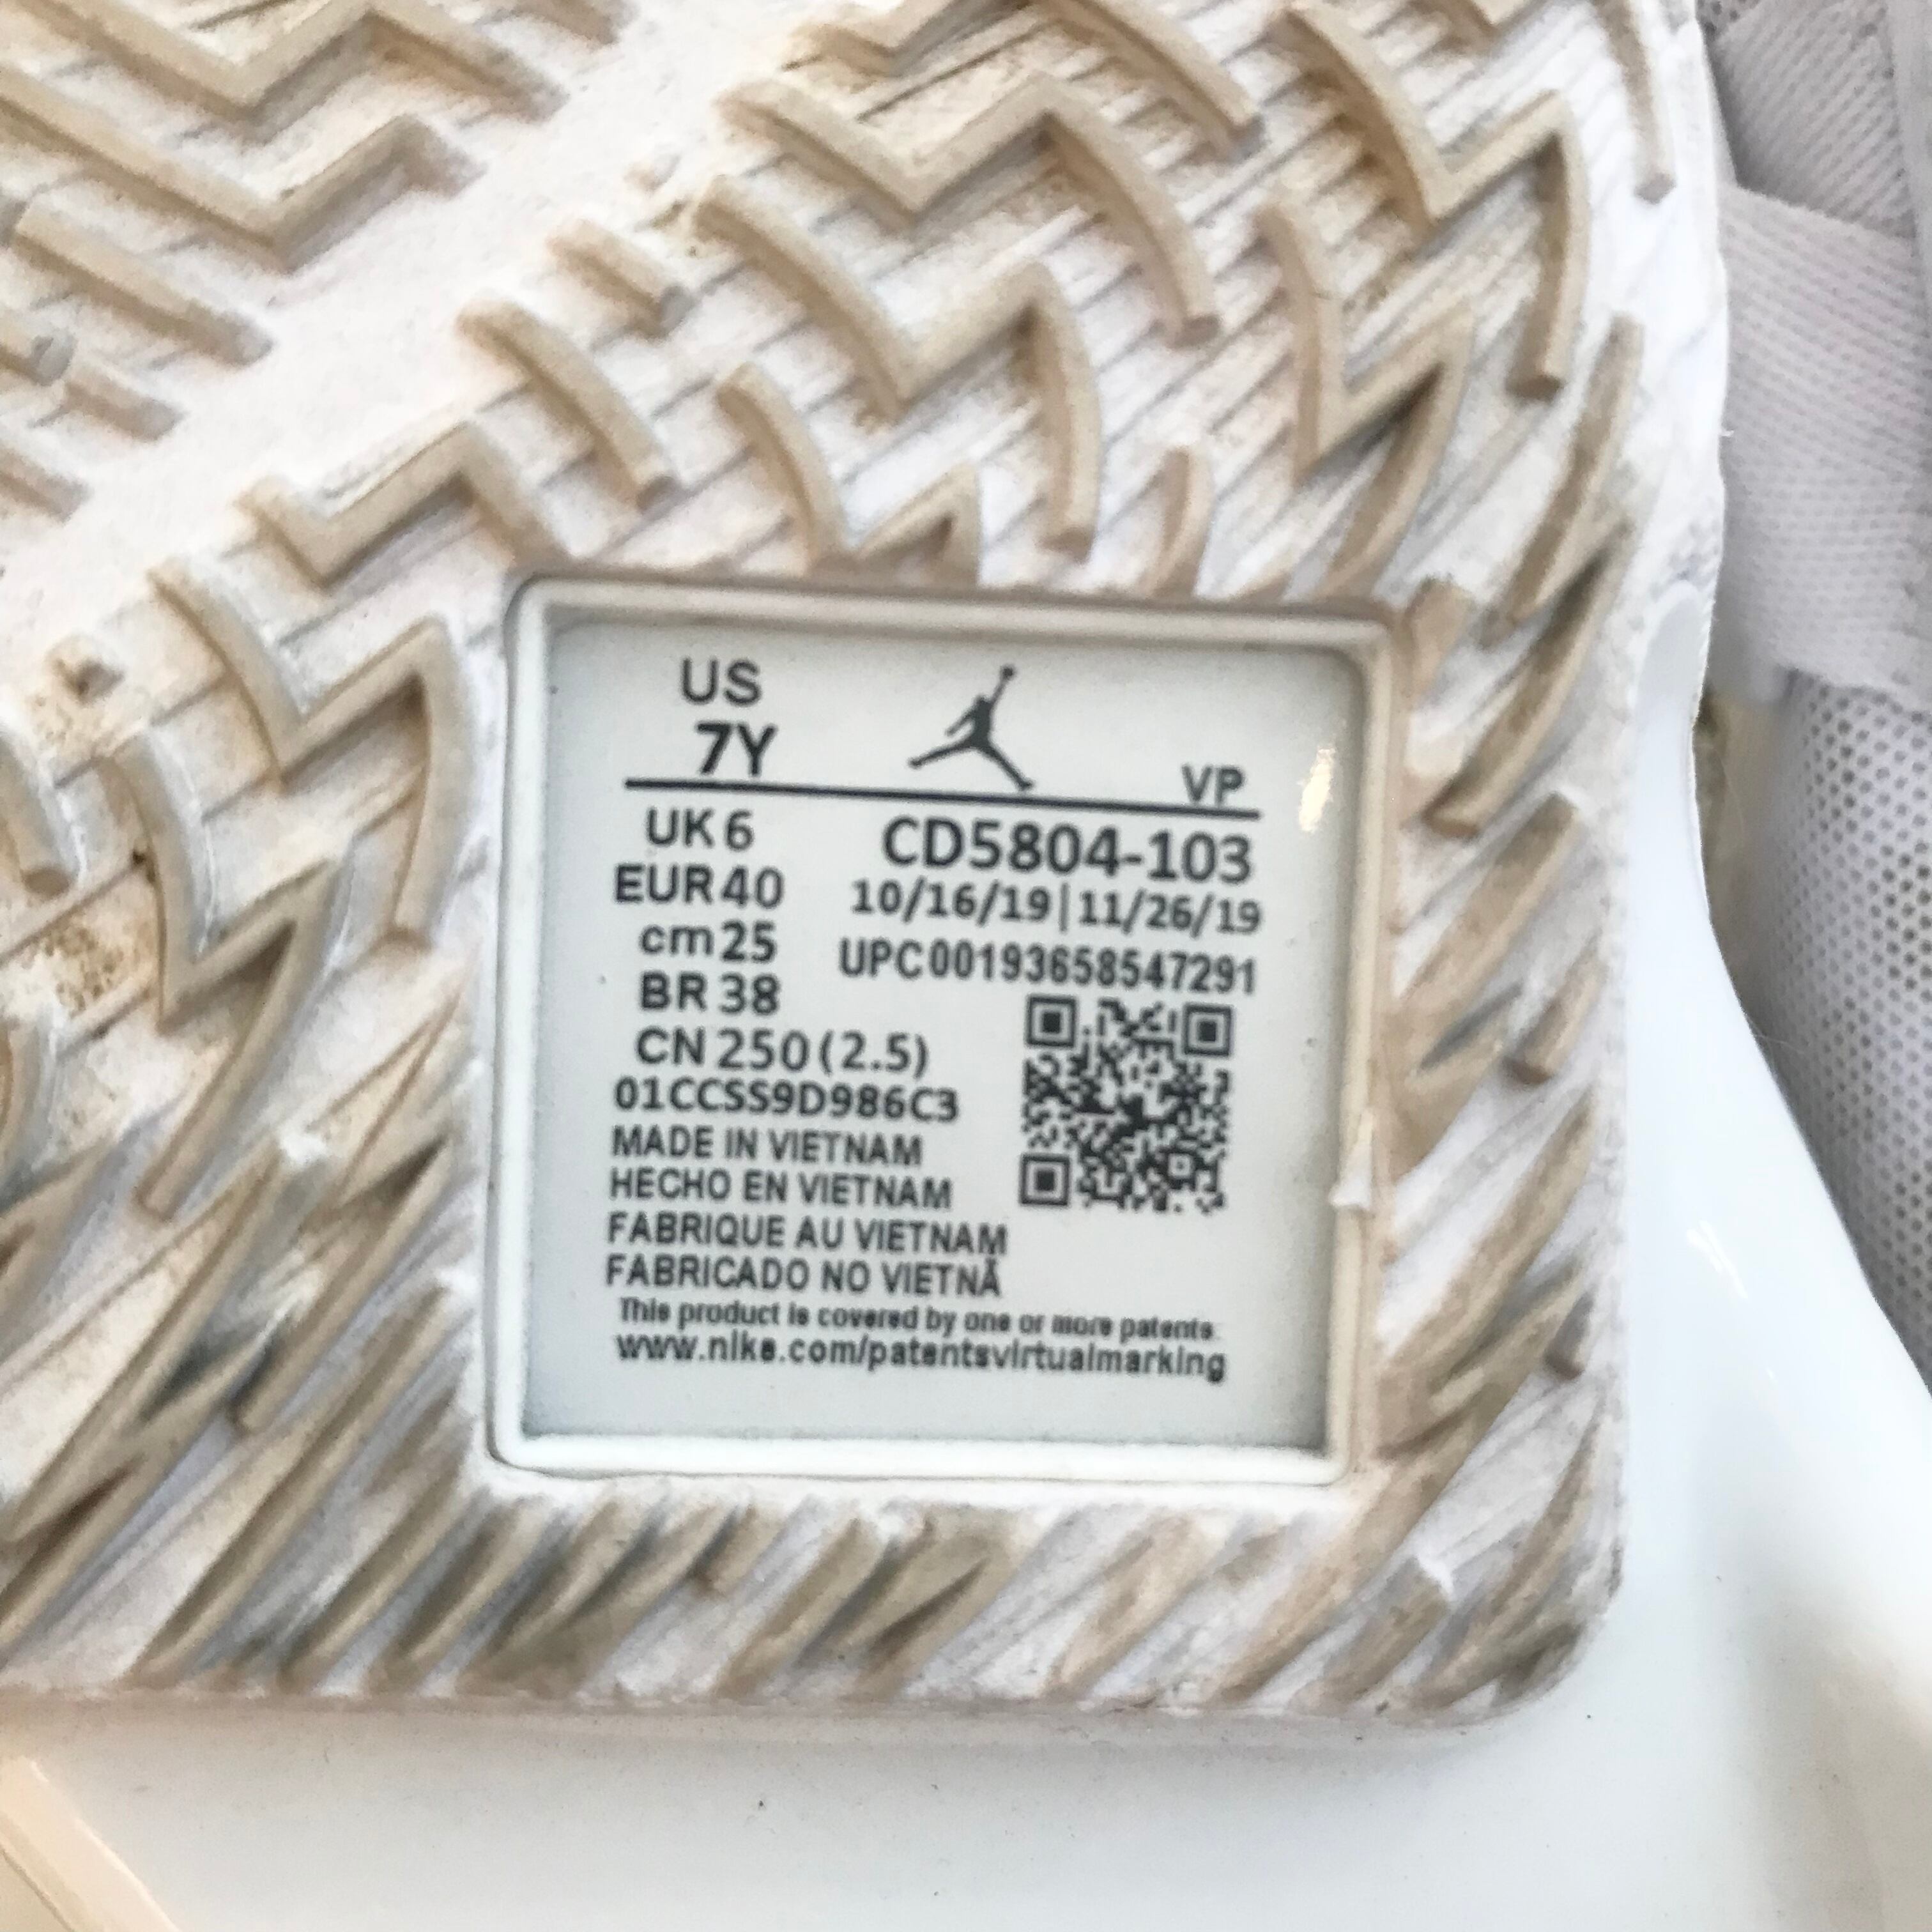 US
7Y
VP
UK 6
CD5804-103
EUR 40
10/16/19|11/26/19
cm 25
UPC00193658547291
BR 38
CN 250 (2.5)
01CCSS9D986C3
MADE IN VIETNAM
HECHO EN VIETNAM
FABRIQUE AU VIETNAM
FABRICADO NO VIETNÃ
This product is covered by one or more patents.
www.nike.com/patentsvirtualmarking